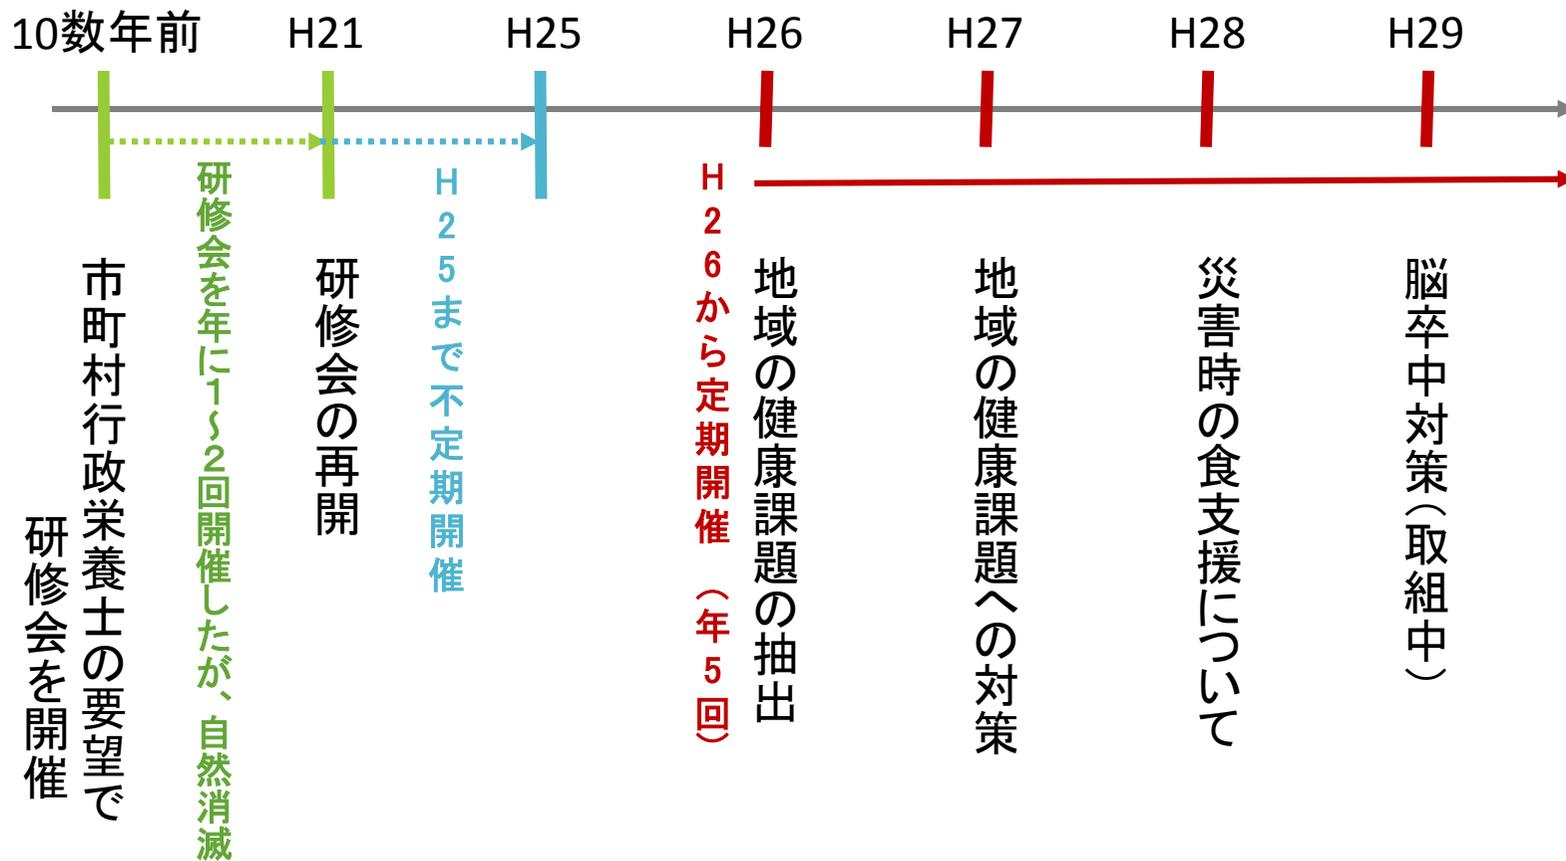 10数年前
H21
H25
H26
H27
H28
H29
市町村行政栄養士の要望で
研修会を開催
研修会を年に1～2回開催したが、自然消滅
研修会の再開
H25まで不定期開催
H26から定期開催 （年5回）
地域の健康課題の抽出
地域の健康課題への対策
災害時の食支援について
脳卒中対策（取組中）